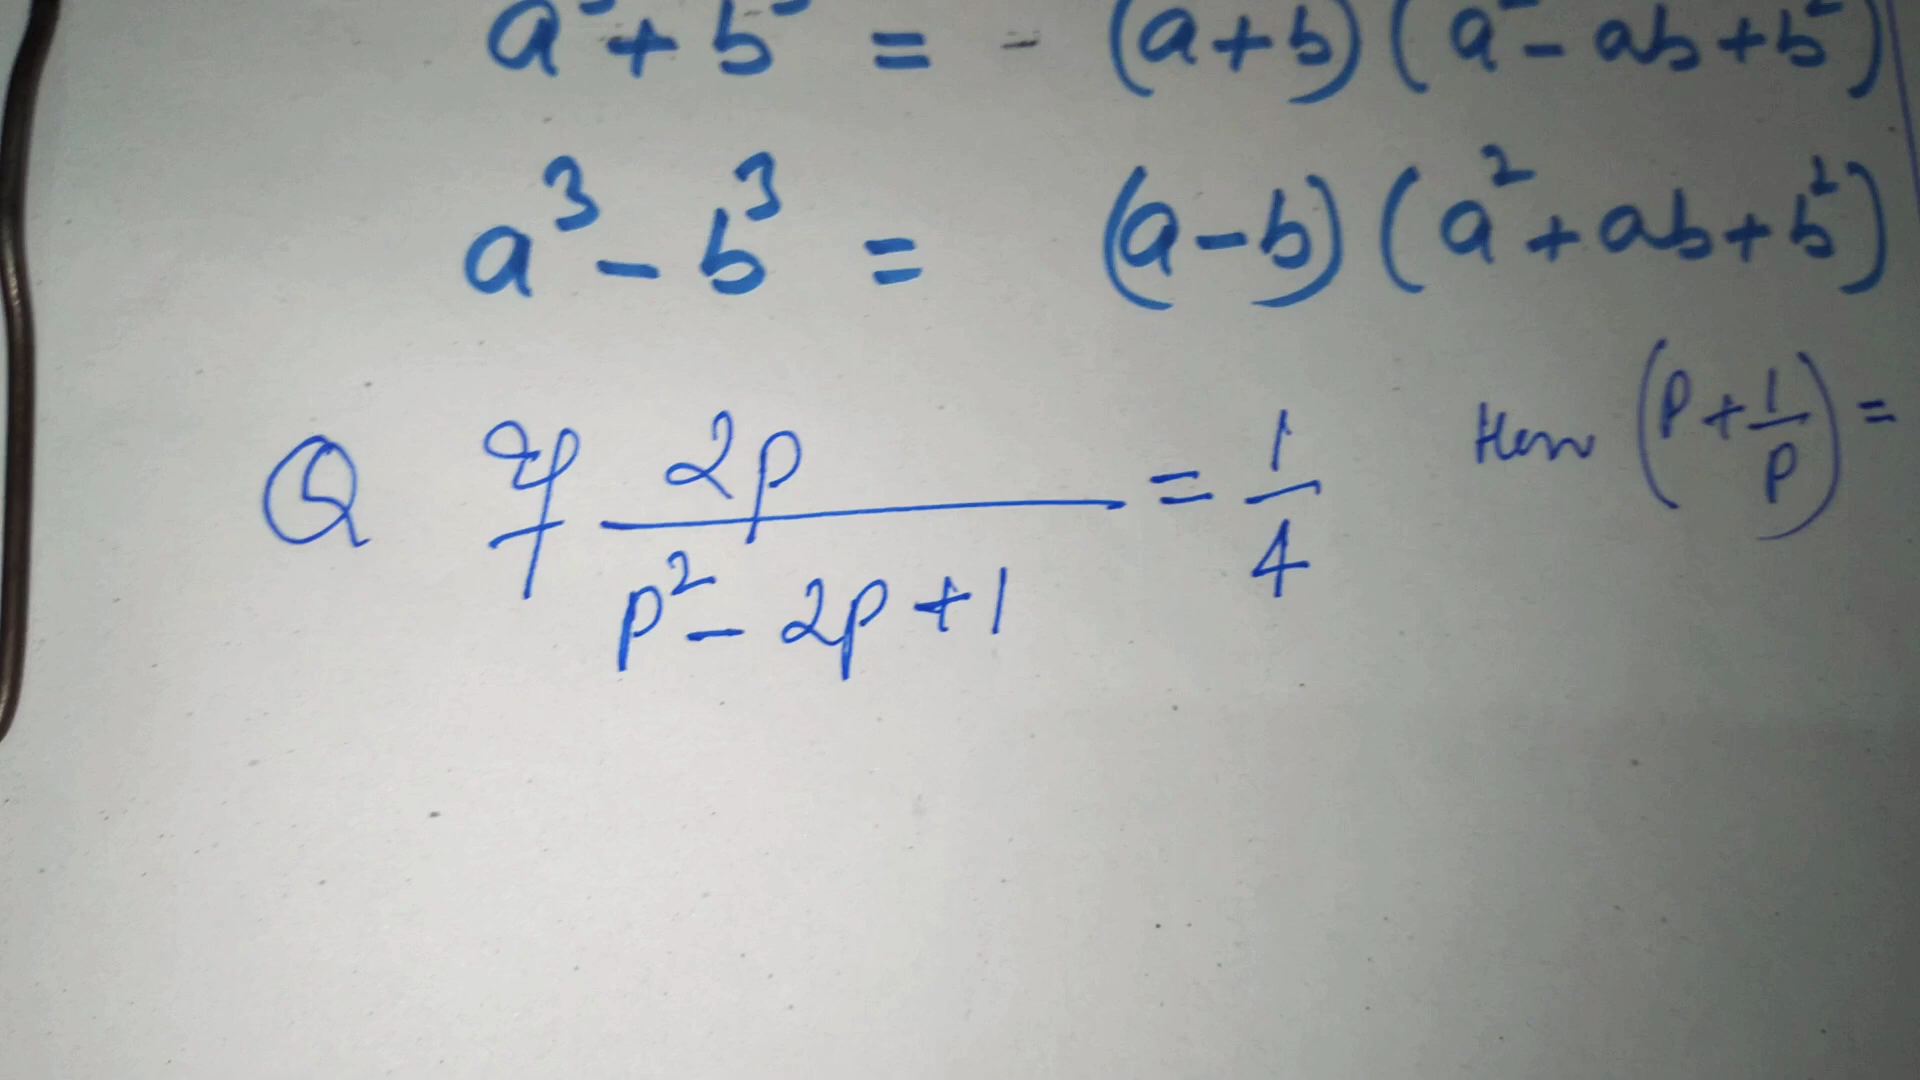 a³ + b³ = - (a+b) (a² - ab + b²)
a³ - b³ = (a-b) (a² + ab + b²)
Q If 2p / (p² - 2p + 1) = 1/4 then (p + 1/p) =